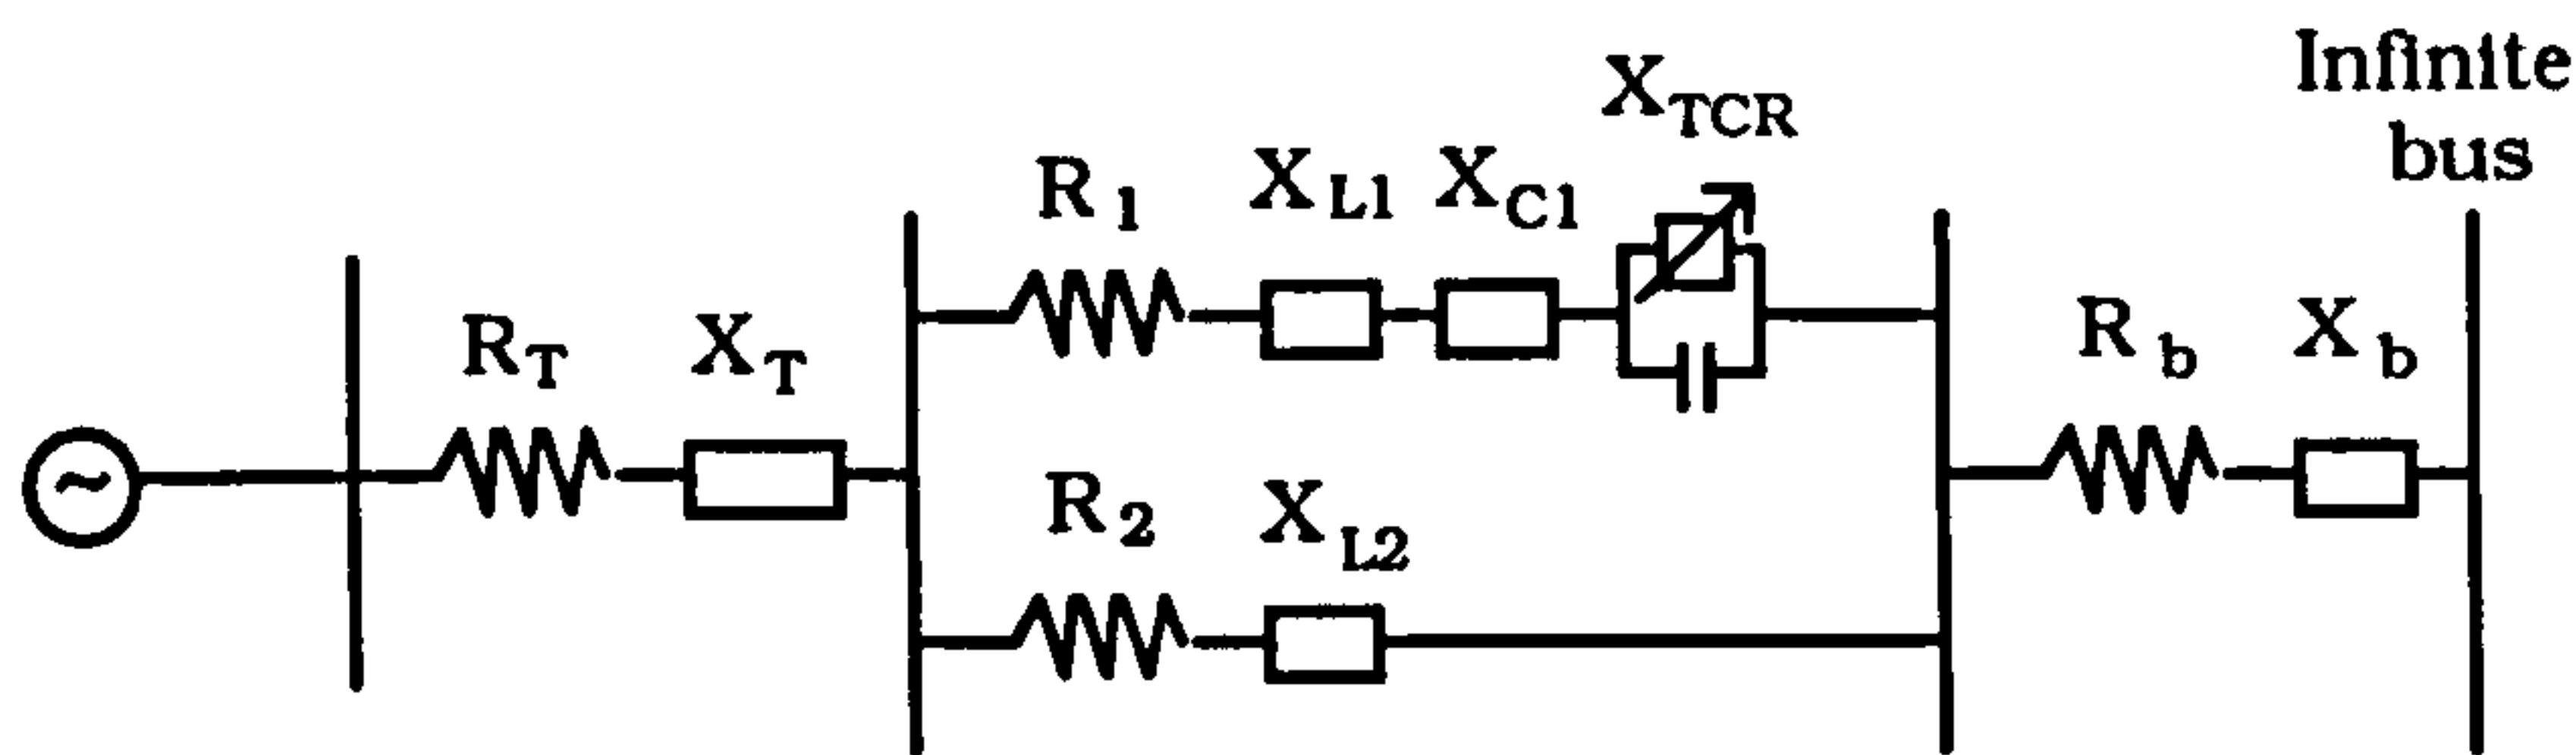 Infinite
bus
X_TCR
R_1 X_L1 X_C1
R_T X_T
R_b X_b
R_2 X_L2
~